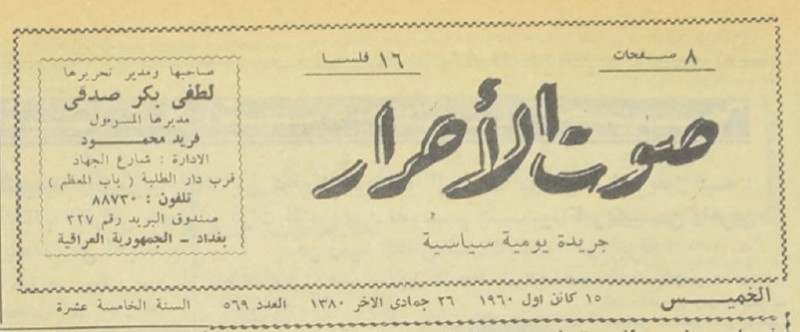 ٨ صفحات
١٦ فلسا
صوت الأحرار
جريدة يومية سياسية
صاحبها ومدير تحريرها
لطفي بكر صدقي
مديرها المسؤول
فريد محمود
الادارة : شارع الجهاد
قرب دار الطلبة ( باب المعظم )
تلفون : ٨٨٧٣٠
صندوق البريد رقم ٣٢٧
بغداد - الجمهورية العراقية
الخميس ١٥ كانون اول ١٩٦٠ ٢٦ جمادى الاخر ١٣٨٠ العدد ٥٦٩ السنة الخامسة عشرة